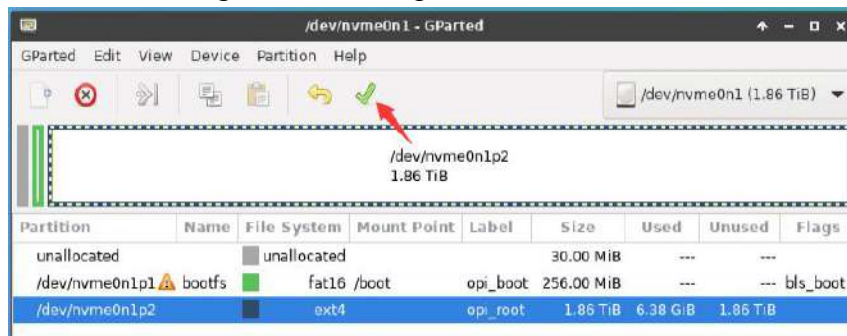 /dev/nvme0n1 - GParted
GParted Edit View Device Partition Help
/dev/nvme0n1 (1.86 TiB)
/dev/nvme0n1p2
1.86 TiB
Partition Name File System Mount Point Label Size Used Unused Flags
unallocated unallocated 30.00 MiB --- ---
/dev/nvme0n1p1 bootfs fat16 /boot opi_boot 256.00 MiB --- --- bls_boot
/dev/nvme0n1p2 ext4 opi_root 1.86 TiB 6.38 GiB 1.86 TiB